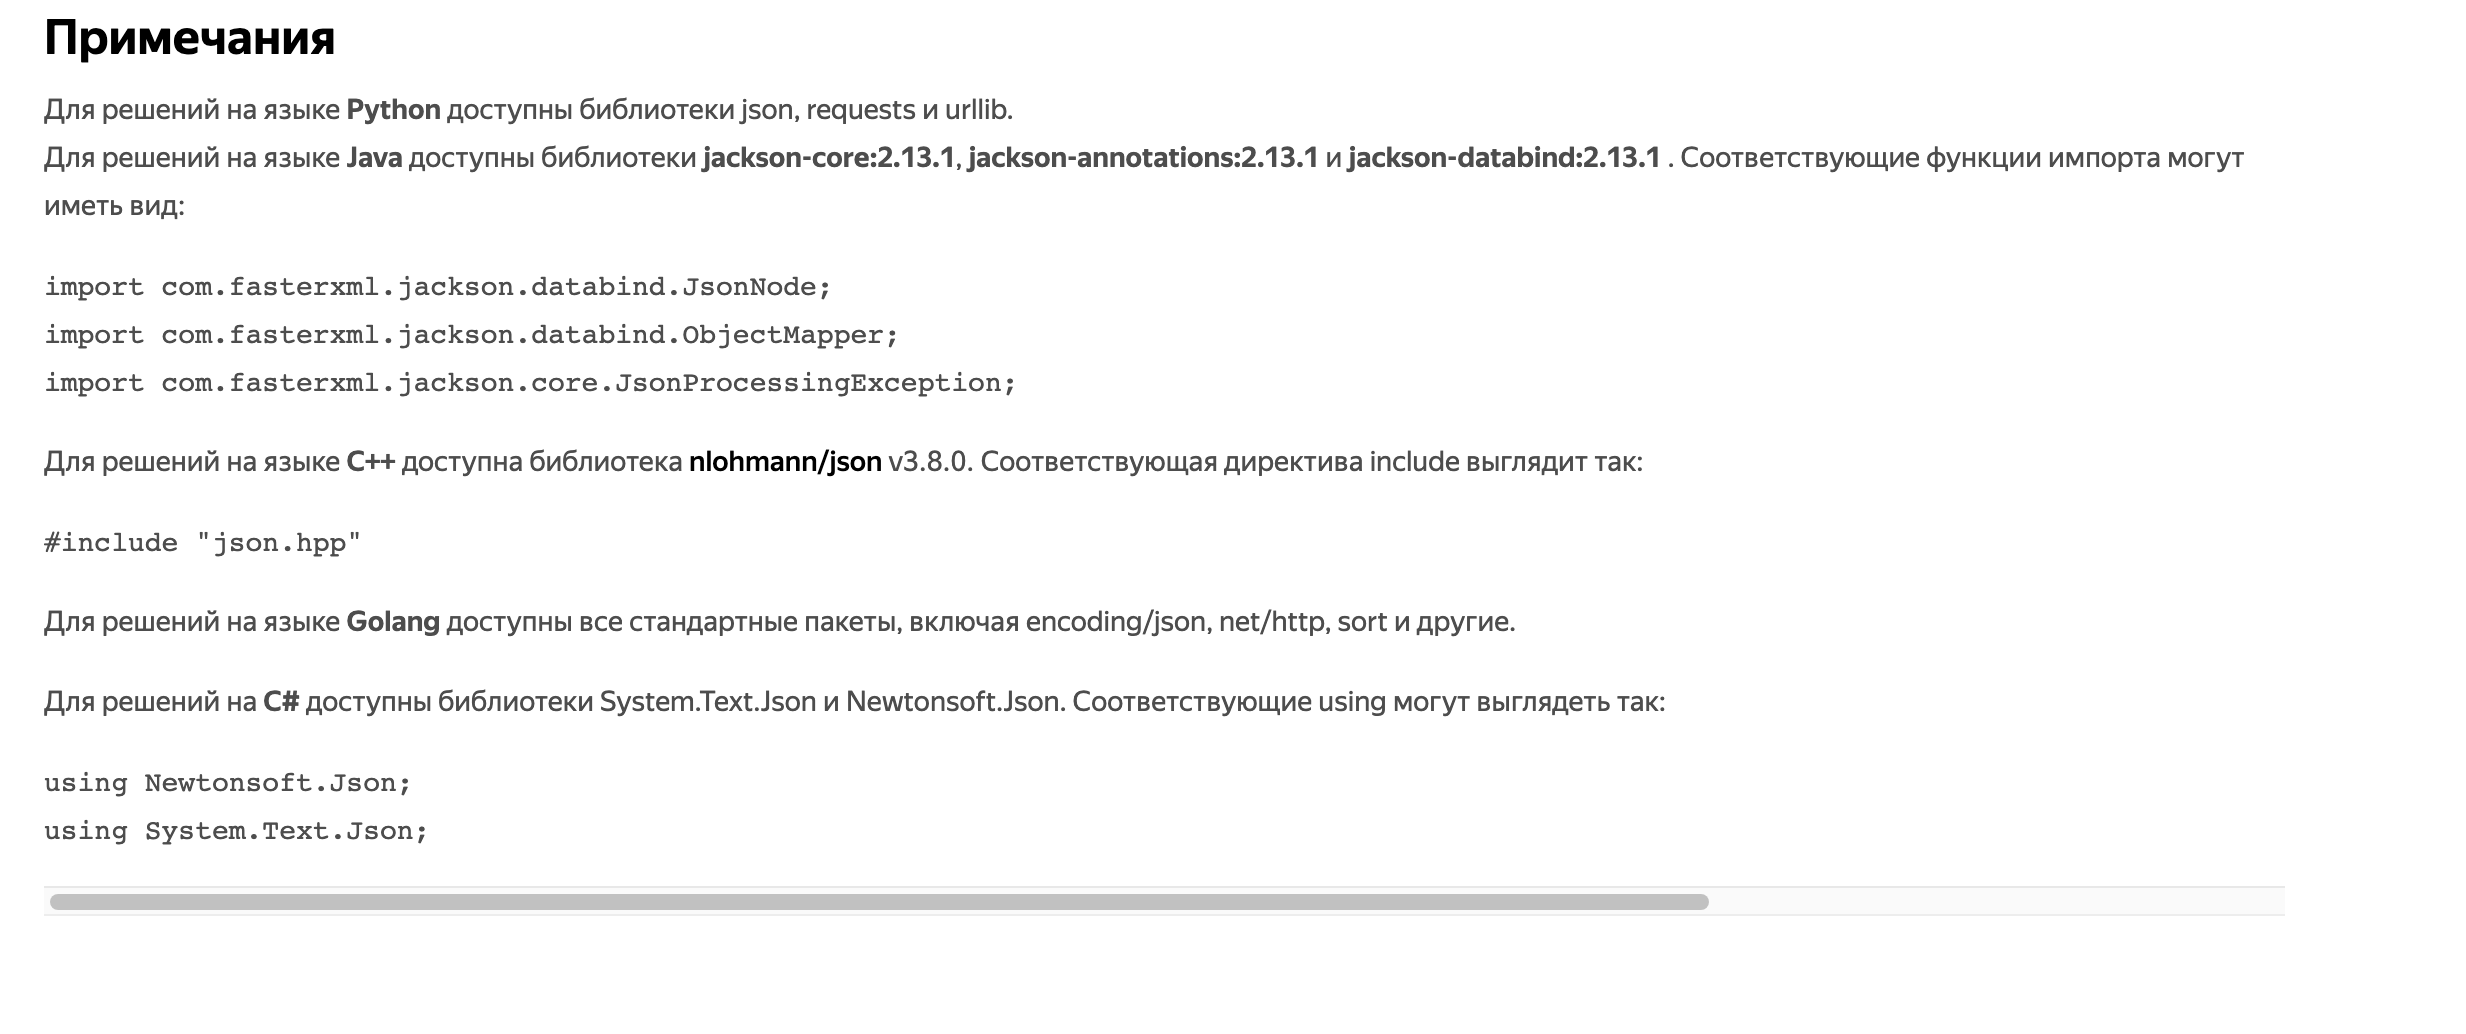 Примечания
Для решений на языке Python доступны библиотеки json, requests и urllib.
Для решений на языке Java доступны библиотеки jackson-core:2.13.1, jackson-annotations:2.13.1 и jackson-databind:2.13.1 . Соответствующие функции импорта могут
иметь вид:
import com.fasterxml.jackson.databind.JsonNode;
import com.fasterxml.jackson.databind.ObjectMapper;
import com.fasterxml.jackson.core.JsonProcessingException;
Для решений на языке C++ доступна библиотека nlohmann/json v3.8.0. Соответствующая директива include выглядит так:
#include "json.hpp"
Для решений на языке Golang доступны все стандартные пакеты, включая encoding/json, net/http, sort и другие.
Для решений на C# доступны библиотеки System.Text.Json и Newtonsoft.Json. Соответствующие using могут выглядеть так:
using Newtonsoft.Json;
using System.Text.Json;